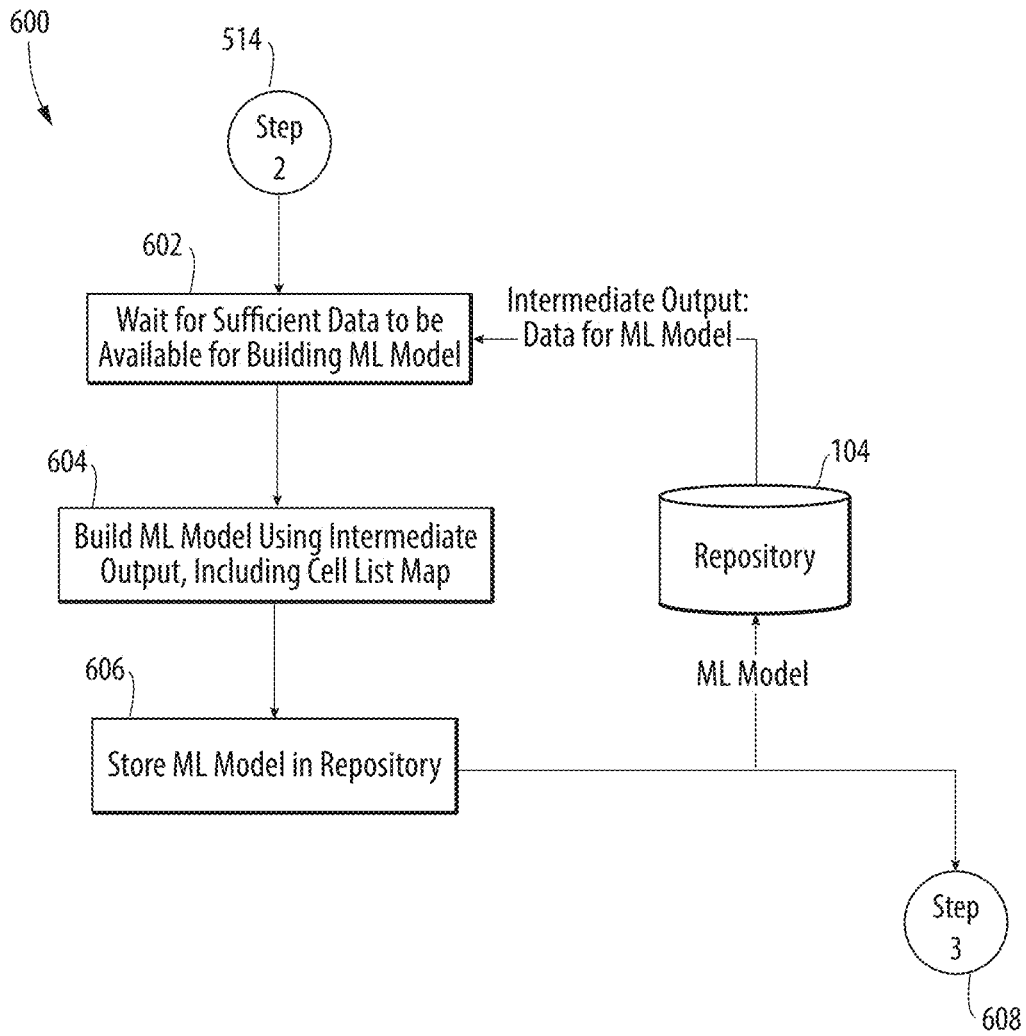 600
514
Step
2
602
Wait for Sufficient Data to be
Available for Building ML Model
Intermediate Output:
Data for ML Model
604
Build ML Model Using Intermediate
Output, Including Cell List Map
104
Repository
606
Store ML Model in Repository
ML Model
Step
3
608